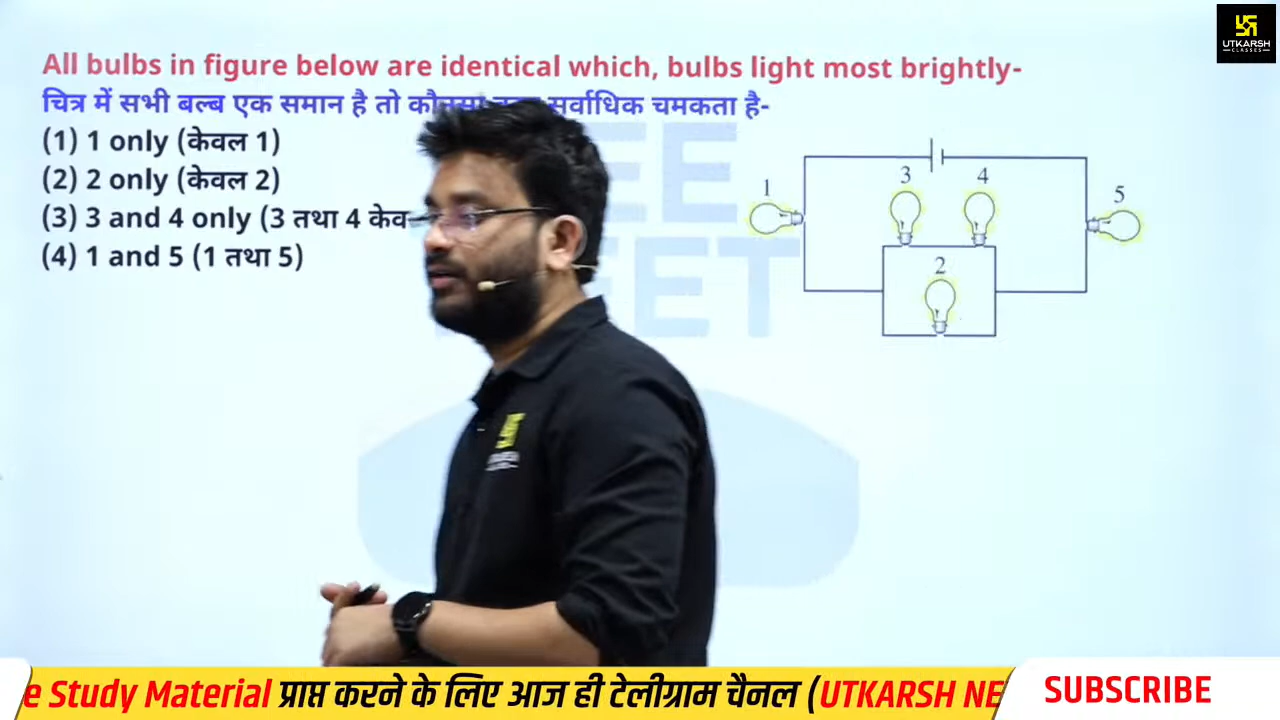 UTKARSH
CLASSES
All bulbs in figure below are identical which, bulbs light most brightly-
चित्र में सभी बल्ब एक समान है तो सर्वाधिक चमकता है-
(1) 1 only (केवल 1)
(2) 2 only (केवल 2)
(3) 3 and 4 only (3 तथा 4
(4) 1 and 5 (1 तथा 5)
1
3
4
5
2
e Study Material प्राप्त करने के लिए आज ही टेलीग्राम चैनल (UTKARSH NE
SUBSCRIBE